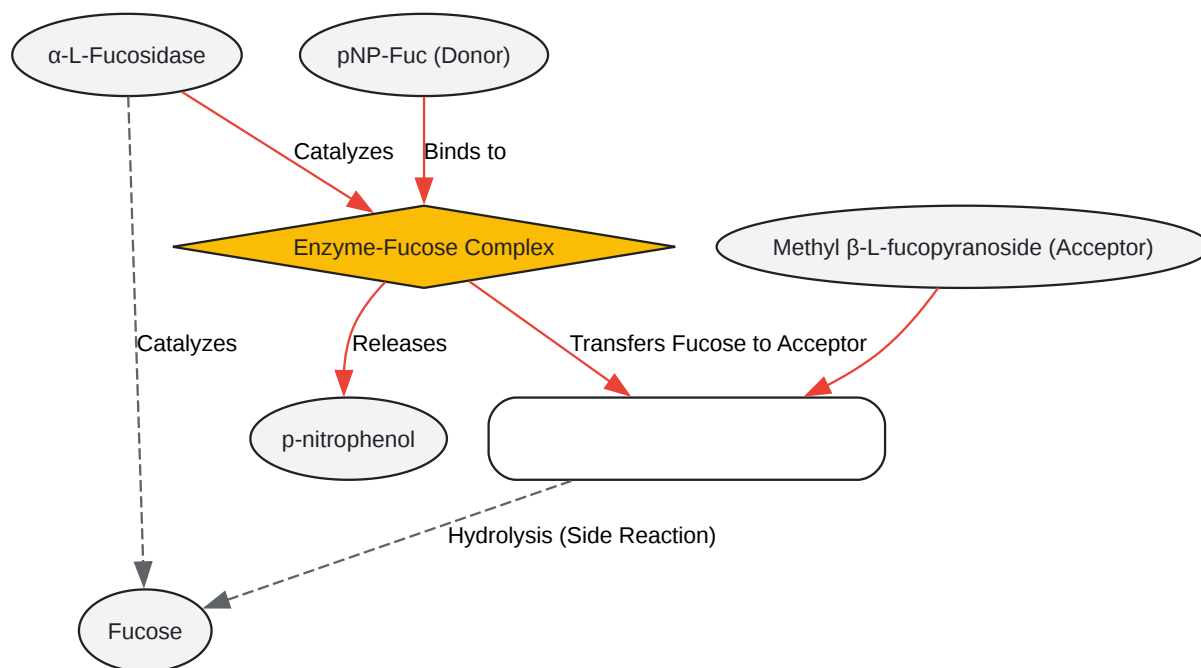 α-L-Fucosidase
pNP-Fuc (Donor)
Catalyzes
Binds to
Enzyme-Fucose Complex
Methyl β-L-fucopyranoside (Acceptor)
Catalyzes
Releases
Transfers Fucose to Acceptor
p-nitrophenol
Hydrolysis (Side Reaction)
Fucose